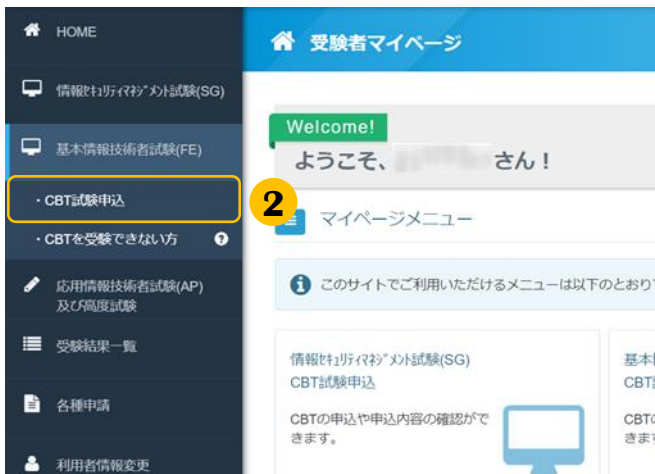 HOME
情報ｾｷｭﾘﾃｨﾏﾈｼﾞﾒﾝﾄ試験(SG)
基本情報技術者試験(FE)
・CBT試験申込
・CBTを受験できない方
応用情報技術者試験(AP)
及び高度試験
受験結果一覧
各種申請
利用者情報変更
受験者マイページ
Welcome!
ようこそ、
さん！
2
マイページメニュー
このサイトでご利用いただけるメニューは以下のとおり
情報ｾｷｭﾘﾃｨﾏﾈｼﾞﾒﾝﾄ試験(SG)
CBT試験申込
CBTの申込や申込内容の確認がで
きます。
基本
CBT
CBT
きま